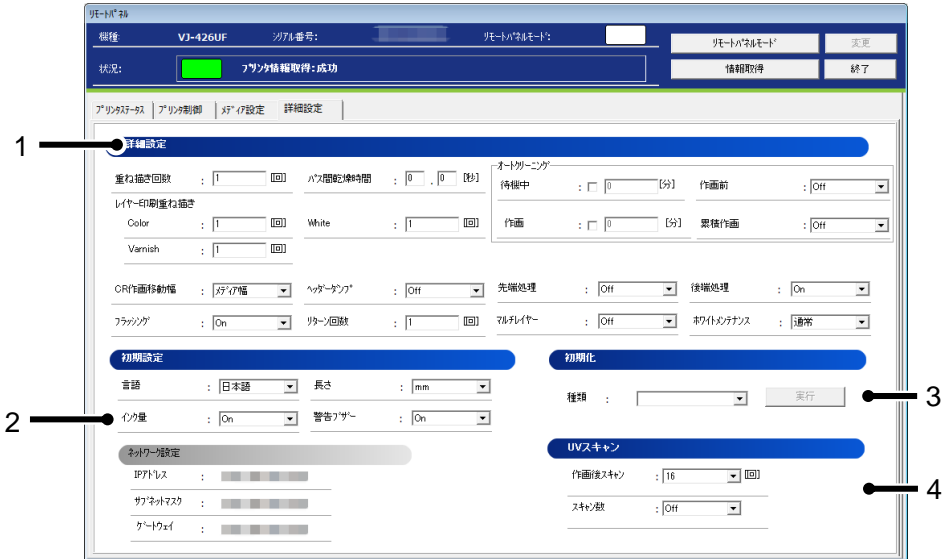 リモートパネル
機種: VJ-426UF シリアル番号: リモートパネルモード: リモートパネルモード 変更
状況: プリンタ情報取得:成功 情報取得 終了
プリンタステータス プリンタ制御 メディア設定 詳細設定
1 詳細設定
重ね描き回数 : 1 [回] パス間乾燥時間 : 0 . 0 [秒]
レイヤー印刷重ね描き
Color : 1 [回] White : 1 [回]
Varnish : 1 [回]
オートクリーニング
待機中 : 0 [分] 作画前 : Off
作画 : 0 [分] 累積作画 : Off
CR作画移動幅 : メディア幅 ヘッダーダンプ : Off 先端処理 : Off 後端処理 : On
フラッシング : On リターン回数 : 1 [回] マルチレイヤー : Off ホワイトメンテナンス : 通常
初期設定
言語 : 日本語 長さ : mm
2 インク量 : On 警告ブザー : On
ネットワーク設定
IPアドレス :
サブネットマスク :
ゲートウェイ :
初期化
種類 : 実行 3
UVスキャン
作画後スキャン : 16 [回]
4
スキャン数 : Off